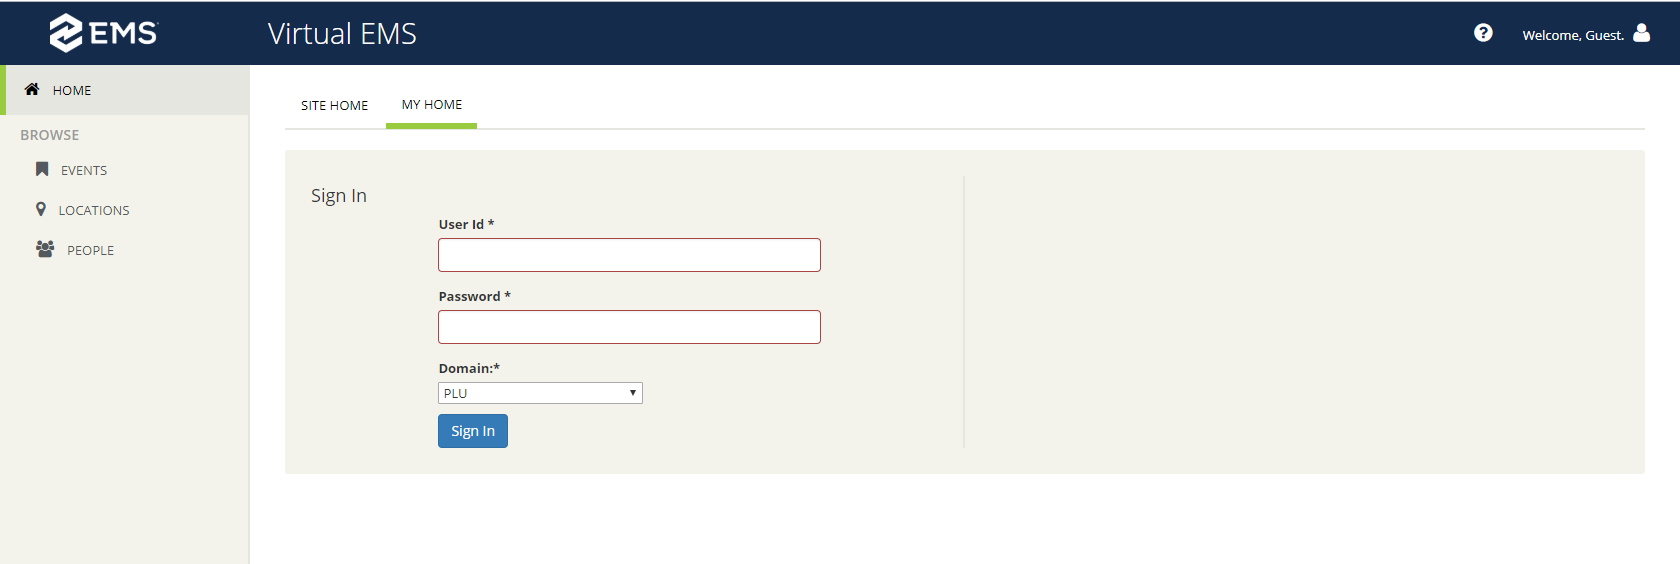 EMS
Virtual EMS
?
Welcome, Guest.
HOME
BROWSE
EVENTS
LOCATIONS
PEOPLE
SITE HOME
MY HOME
Sign In
User Id *
Password *
Domain:*
PLU
Sign In